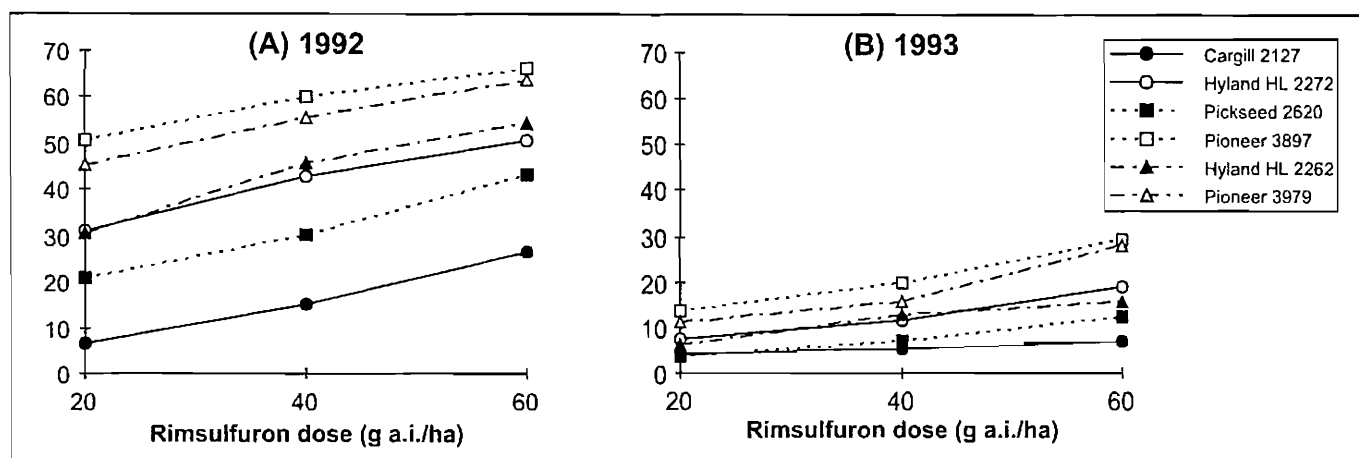 (A) 1992
70
60
50
40
30
20
10
0
20 40 60
Rimsulfuron dose (g a.i./ha)
(B) 1993
70
60
50
40
30
20
10
0
20 40 60
Rimsulfuron dose (g a.i./ha)
Cargill 2127
Hyland HL 2272
Pickseed 2620
Pioneer 3897
Hyland HL 2262
Pioneer 3979